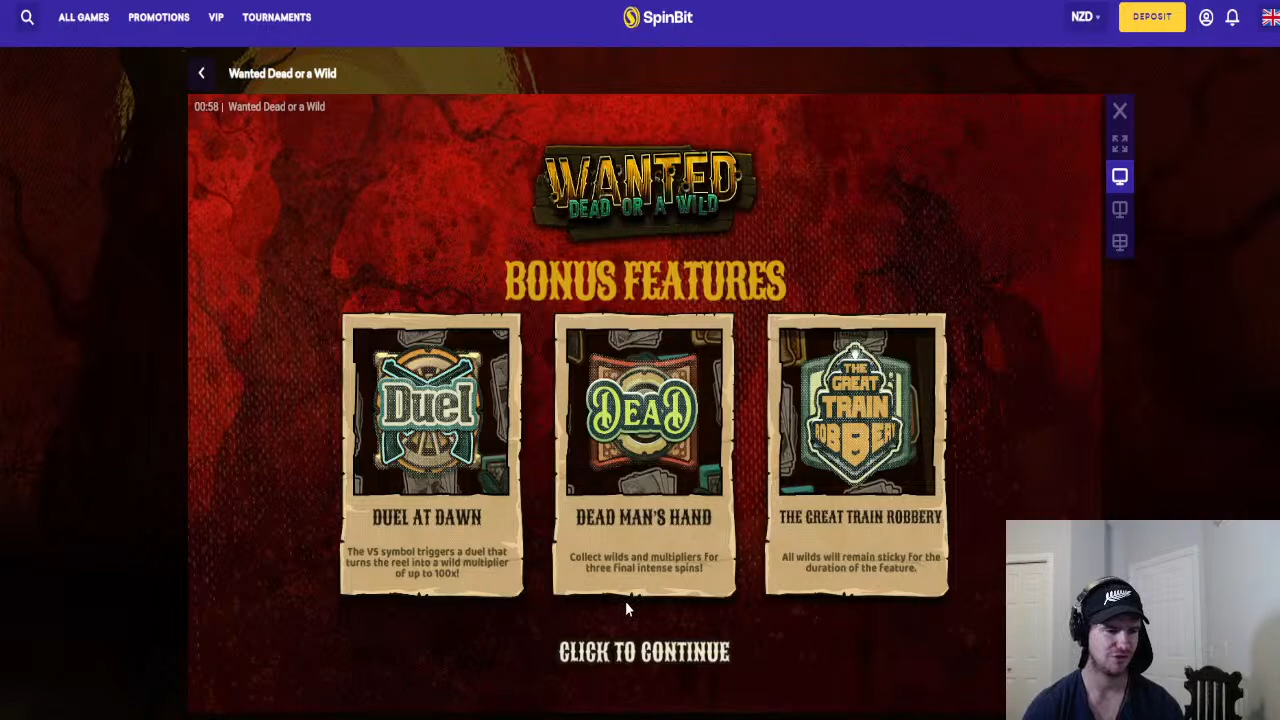 ALL GAMES PROMOTIONS VIP TOURNAMENTS SpinBit NZD DEPOSIT
Wanted Dead or a Wild
00:58 | Wanted Dead or a Wild
WANTED
DEAD OR A WILD
BONUS FEATURES
Duel
DEAD
THE
GREAT
TRAIN
ROBBERY
DUEL AT DAWN
The VS symbol triggers a duel that
turns the reel into a wild multiplier
of up to 100x!
DEAD MAN'S HAND
Collect wilds and multipliers for
three final intense spins!
THE GREAT TRAIN ROBBERY
All wilds will remain sticky for the
duration of the feature.
CLICK TO CONTINUE